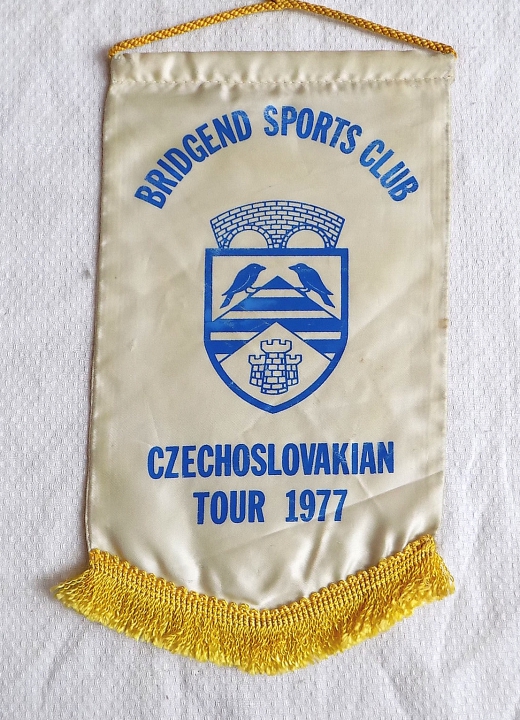 BRIDGEND SPORTS CLUB
CZECHOSLOVAKIAN
TOUR 1977